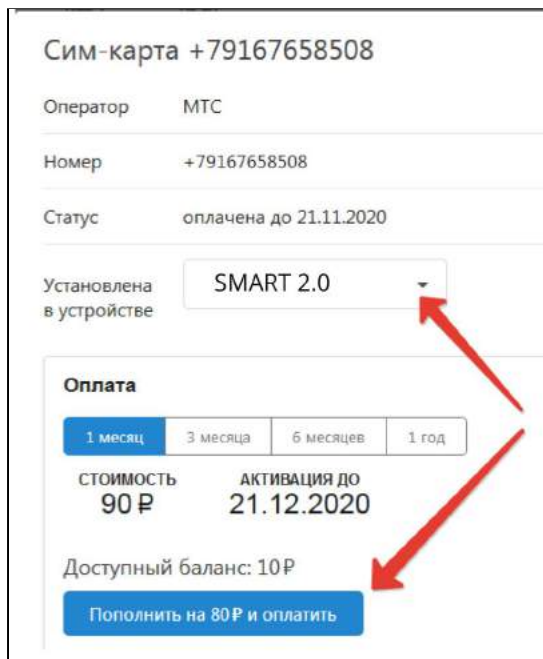 Сим-карта +79167658508
Оператор МТС
Номер +79167658508
Статус оплачена до 21.11.2020
Установлена
в устройстве
SMART 2.0
Оплата
1 месяц 3 месяца 6 месяцев 1 год
СТОИМОСТЬ АКТИВАЦИЯ ДО
90 ₽ 21.12.2020
Доступный баланс: 10 ₽
Пополнить на 80 ₽ и оплатить